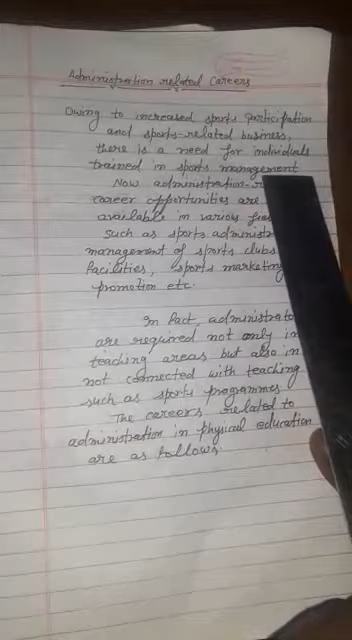 Administration related Careers
Owing to increased sports participation
and sports-related business,
there is a need for individuals
trained in sports management
Now administration-
career opportunities are
available in various
such as sports administ
management of sports clubs
facilities, sports marketing
promotion etc.
In fact, administrato
are required not only in
teaching areas but also in
not connected with teaching
such as sports programmes
The careers related to
administration in physical education
are as follows.